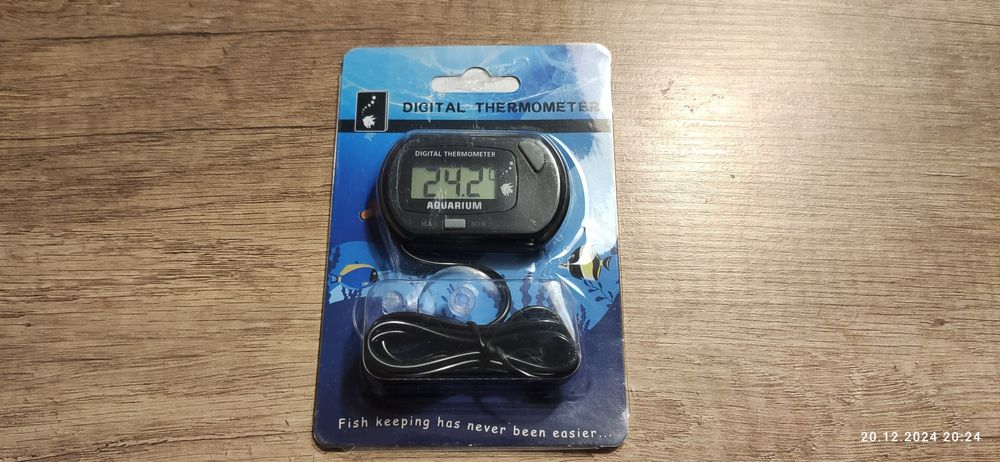 DIGITAL THERMOMETER
DIGITAL THERMOMETER
24.2°C
AQUARIUM
MAX MIN
Fish keeping has never been easier...
20.12.2024 20:24